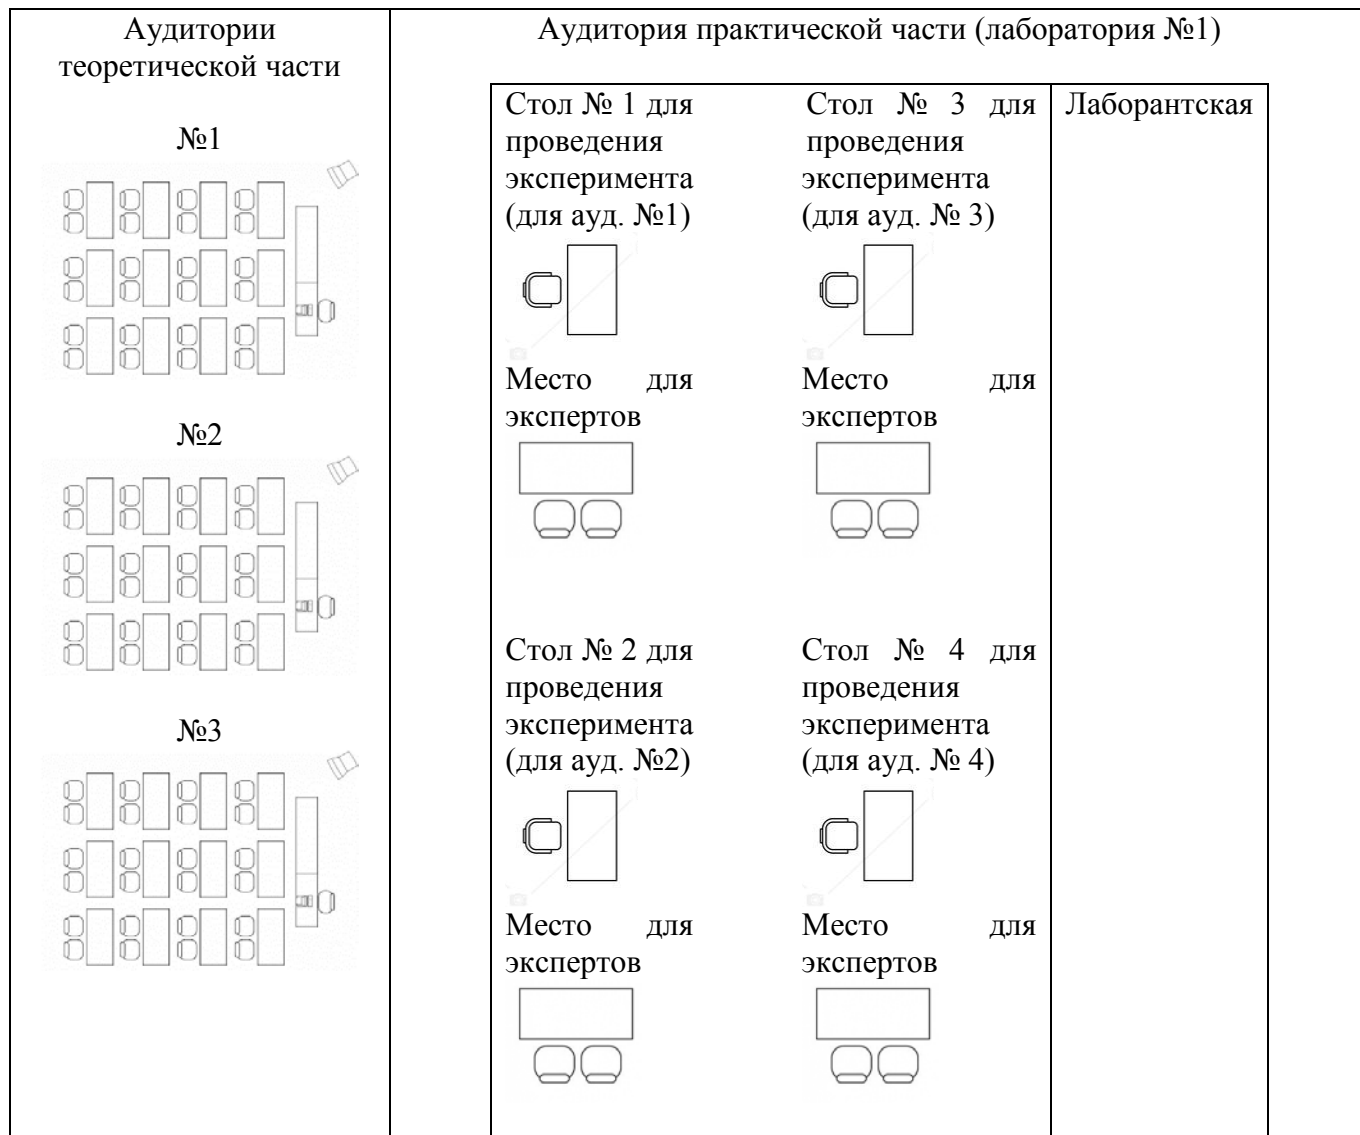 Аудитории
теоретической части
№1
№2
№3
Аудитория практической части (лаборатория №1)
Стол № 1 для
проведения
эксперимента
(для ауд. №1)
Место для
экспертов
Стол № 2 для
проведения
эксперимента
(для ауд. №2)
Место для
экспертов
Стол № 3 для
проведения
эксперимента
(для ауд. № 3)
Место для
экспертов
Стол № 4 для
проведения
эксперимента
(для ауд. № 4)
Место для
экспертов
Лаборантская